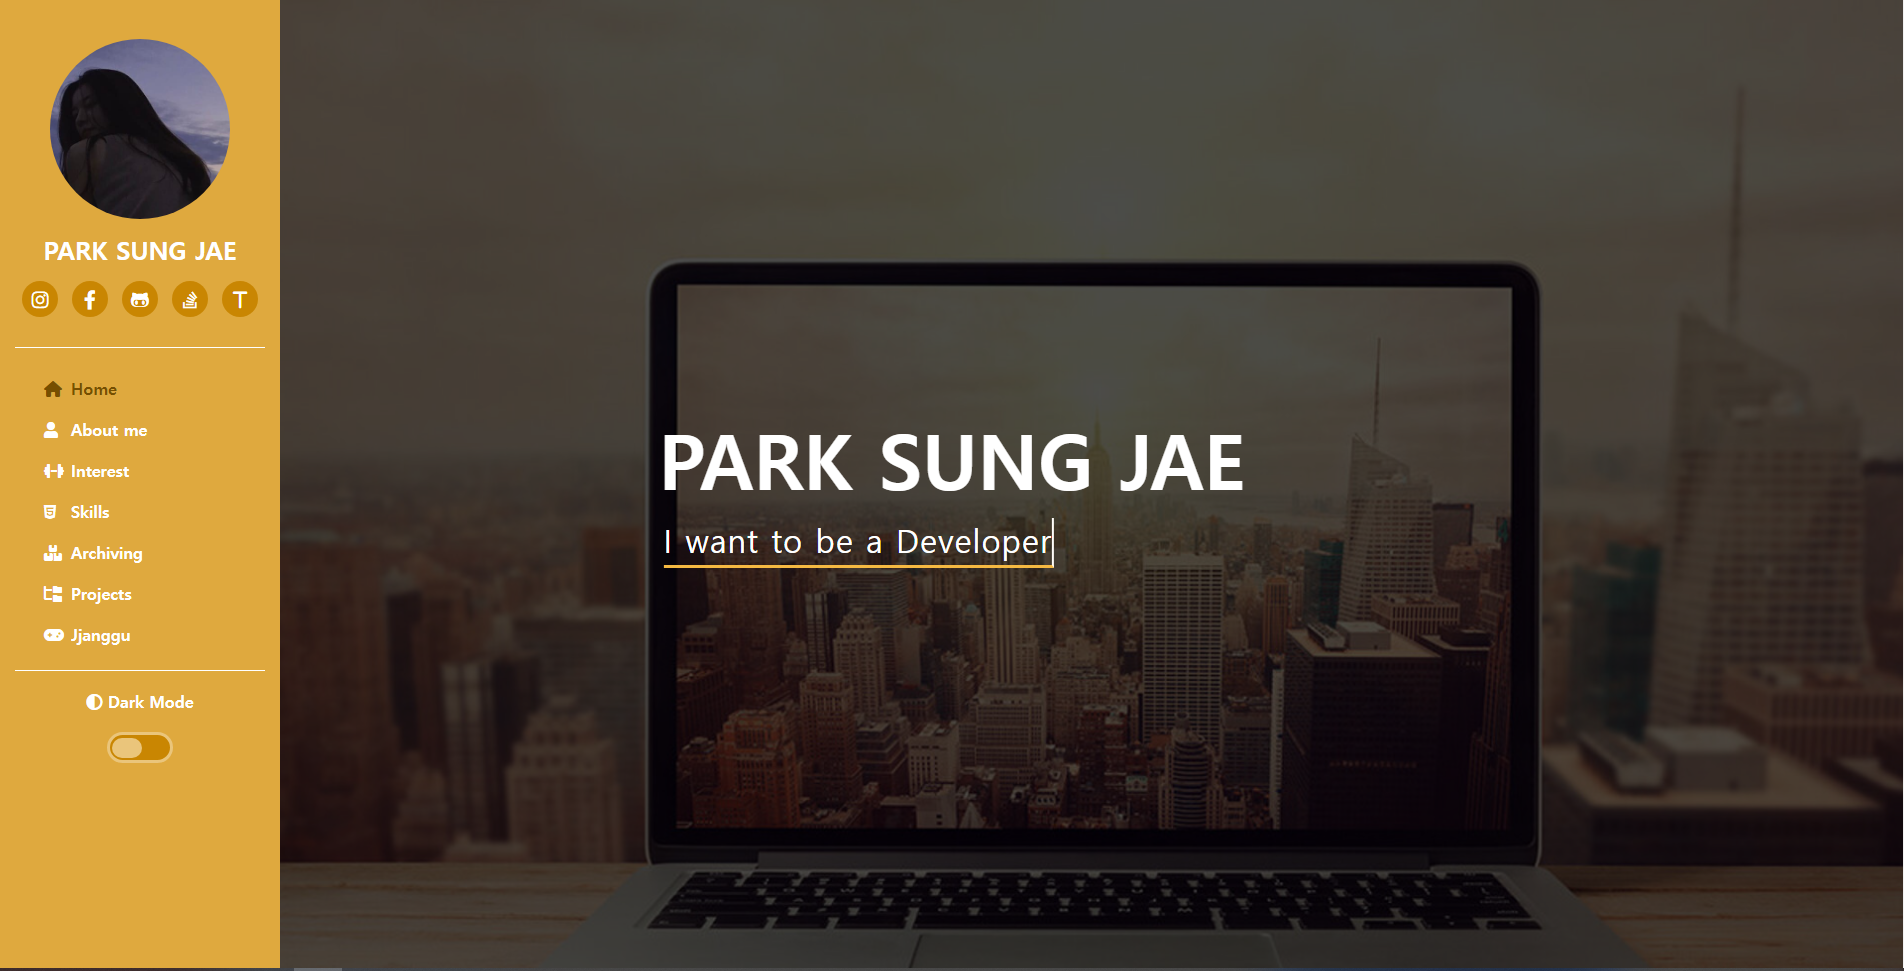 PARK SUNG JAE
T
Home
About me
Interest
Skills
Archiving
Projects
Jjanggu
Dark Mode
PARK SUNG JAE
I want to be a Developer